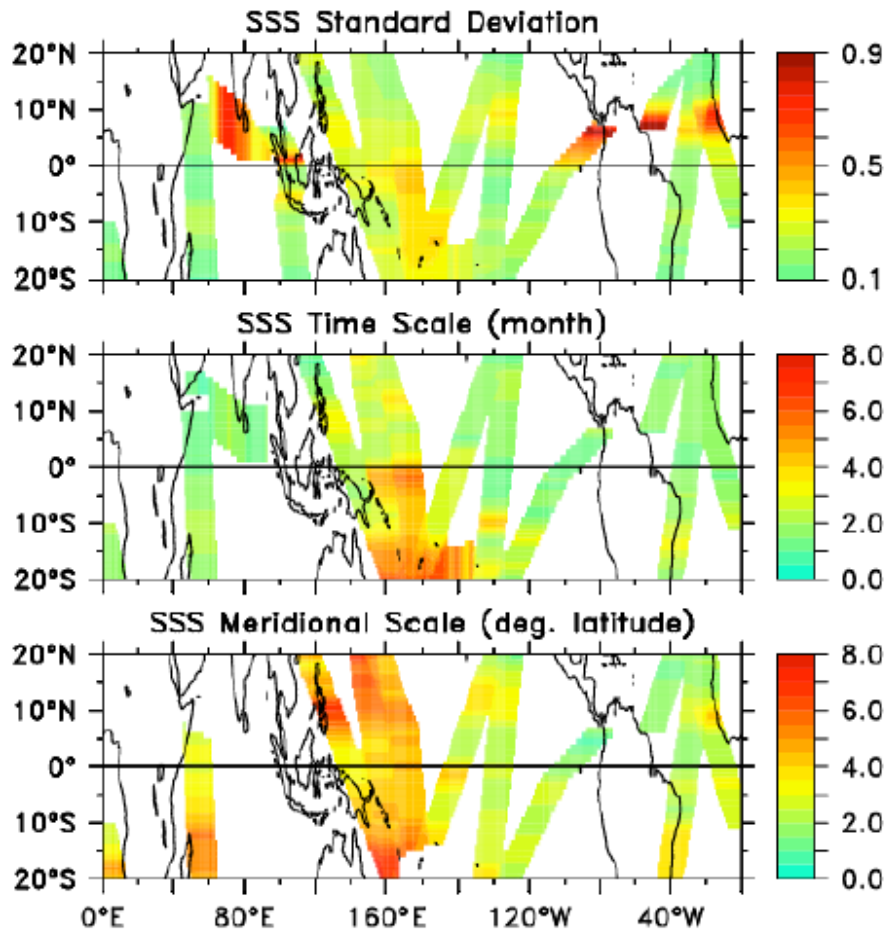 SSS Standard Deviation
20°N
10°N
0°
10°S
20°S
0.9
0.5
0.1
SSS Time Scale (month)
20°N
10°N
0°
10°S
20°S
8.0
6.0
4.0
2.0
0.0
SSS Meridional Scale (deg. latitude)
20°N
10°N
0°
10°S
20°S
8.0
6.0
4.0
2.0
0.0
0°E 80°E 160°E 120°W 40°W